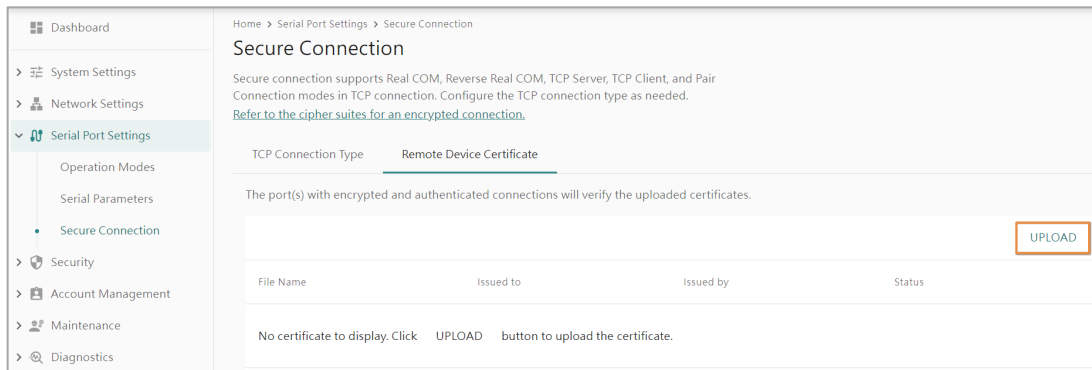 Dashboard
System Settings
Network Settings
Serial Port Settings
Operation Modes
Serial Parameters
Secure Connection
Security
Account Management
Maintenance
Diagnostics
Home > Serial Port Settings > Secure Connection
Secure Connection
Secure connection supports Real COM, Reverse Real COM, TCP Server, TCP Client, and Pair
Connection modes in TCP connection. Configure the TCP connection type as needed.
Refer to the cipher suites for an encrypted connection.
TCP Connection Type Remote Device Certificate
The port(s) with encrypted and authenticated connections will verify the uploaded certificates.
UPLOAD
File Name Issued to Issued by Status
No certificate to display. Click UPLOAD button to upload the certificate.